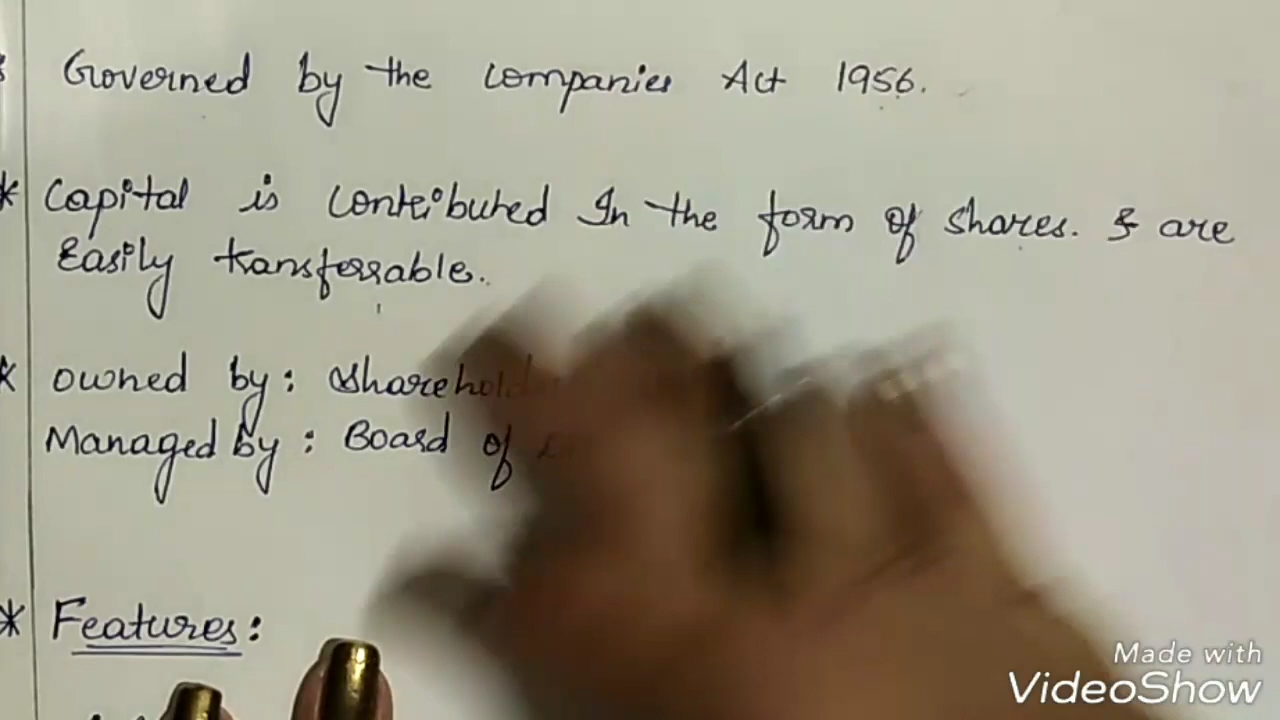 * Governed by the companies Act 1956.
* Capital is contributed In the form of shares. & are
Easily transferrable.
* owned by: Shareholder
Managed by: Board of
* Features:
Made with
VideoShow